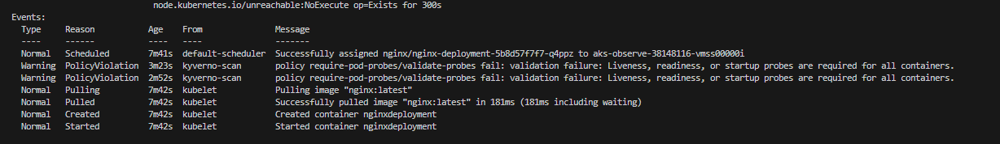 node.kubernetes.io/unreachable:NoExecute op=Exists for 300s
Events:
Type Reason Age From Message
---- ------ ---- ---- -------
Normal Scheduled 7m41s default-scheduler Successfully assigned nginx/nginx-deployment-5b8d57f7f7-q4ppz to aks-observe-38148116-vmss00000i
Warning PolicyViolation 3m23s kyverno-scan policy require-pod-probes/validate-probes fail: validation failure: Liveness, readiness, or startup probes are required for all containers.
Warning PolicyViolation 2m52s kyverno-scan policy require-pod-probes/validate-probes fail: validation failure: Liveness, readiness, or startup probes are required for all containers.
Normal Pulling 7m42s kubelet Pulling image "nginx:latest"
Normal Pulled 7m42s kubelet Successfully pulled image "nginx:latest" in 181ms (181ms including waiting)
Normal Created 7m42s kubelet Created container nginxdeployment
Normal Started 7m42s kubelet Started container nginxdeployment